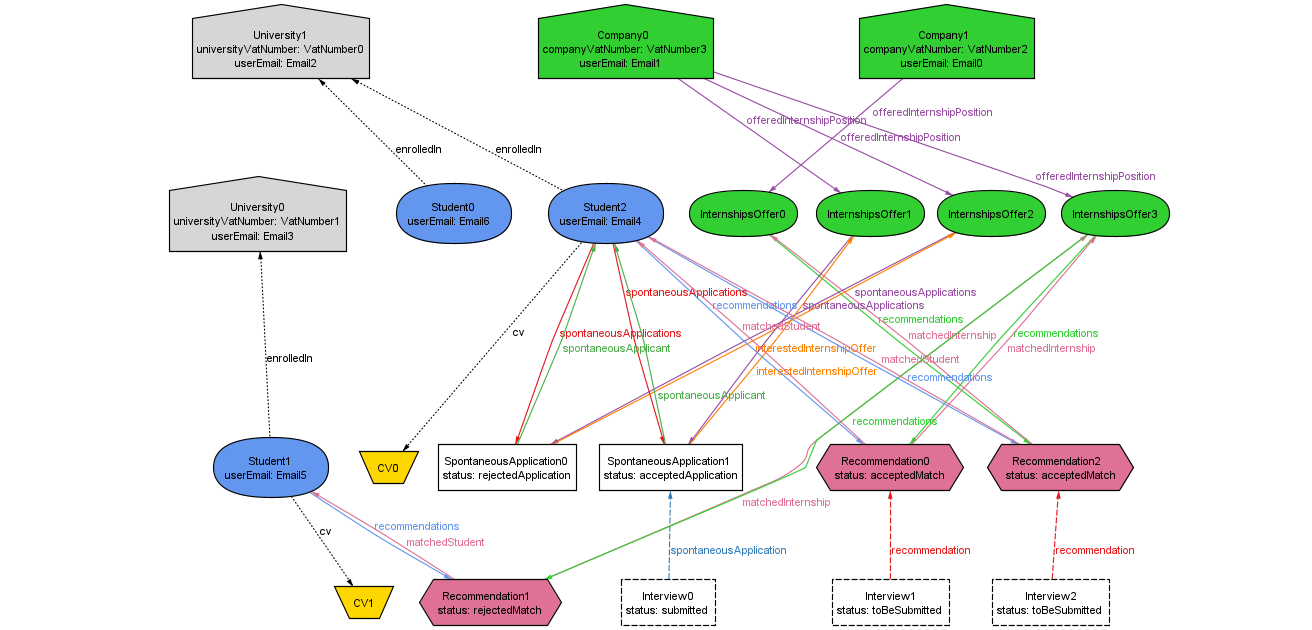 University1
universityVatNumber: VatNumber0
userEmail: Email2
Company0
companyVatNumber: VatNumber3
userEmail: Email1
Company1
companyVatNumber: VatNumber2
userEmail: Email0
offeredInternshipPosition
offeredInternshipPosition
offeredInternshipPosition
enrolledIn
enrolledIn
offeredInternshipPosition
University0
universityVatNumber: VatNumber1
userEmail: Email3
Student0
userEmail: Email6
Student2
userEmail: Email4
InternshipsOffer0
InternshipsOffer1
InternshipsOffer2
InternshipsOffer3
spontaneousApplications
spontaneousApplications
recommendations
spontaneousApplications
recommendations
matchedStudent
cv
spontaneousApplications
matchedInternship
recommendations
spontaneousApplicant
interestedInternshipOffer
matchedInternship
enrolledIn
matchedStudent
interestedInternshipOffer
recommendations
spontaneousApplicant
recommendations
Student1
userEmail: Email5
CV0
SpontaneousApplication0
status: rejectedApplication
SpontaneousApplication1
status: acceptedApplication
Recommendation0
status: acceptedMatch
Recommendation2
status: acceptedMatch
matchedInternship
recommendations
cv
matchedStudent
spontaneousApplication
recommendation
recommendation
CV1
Recommendation1
status: rejectedMatch
Interview0
status: submitted
Interview1
status: toBeSubmitted
Interview2
status: toBeSubmitted